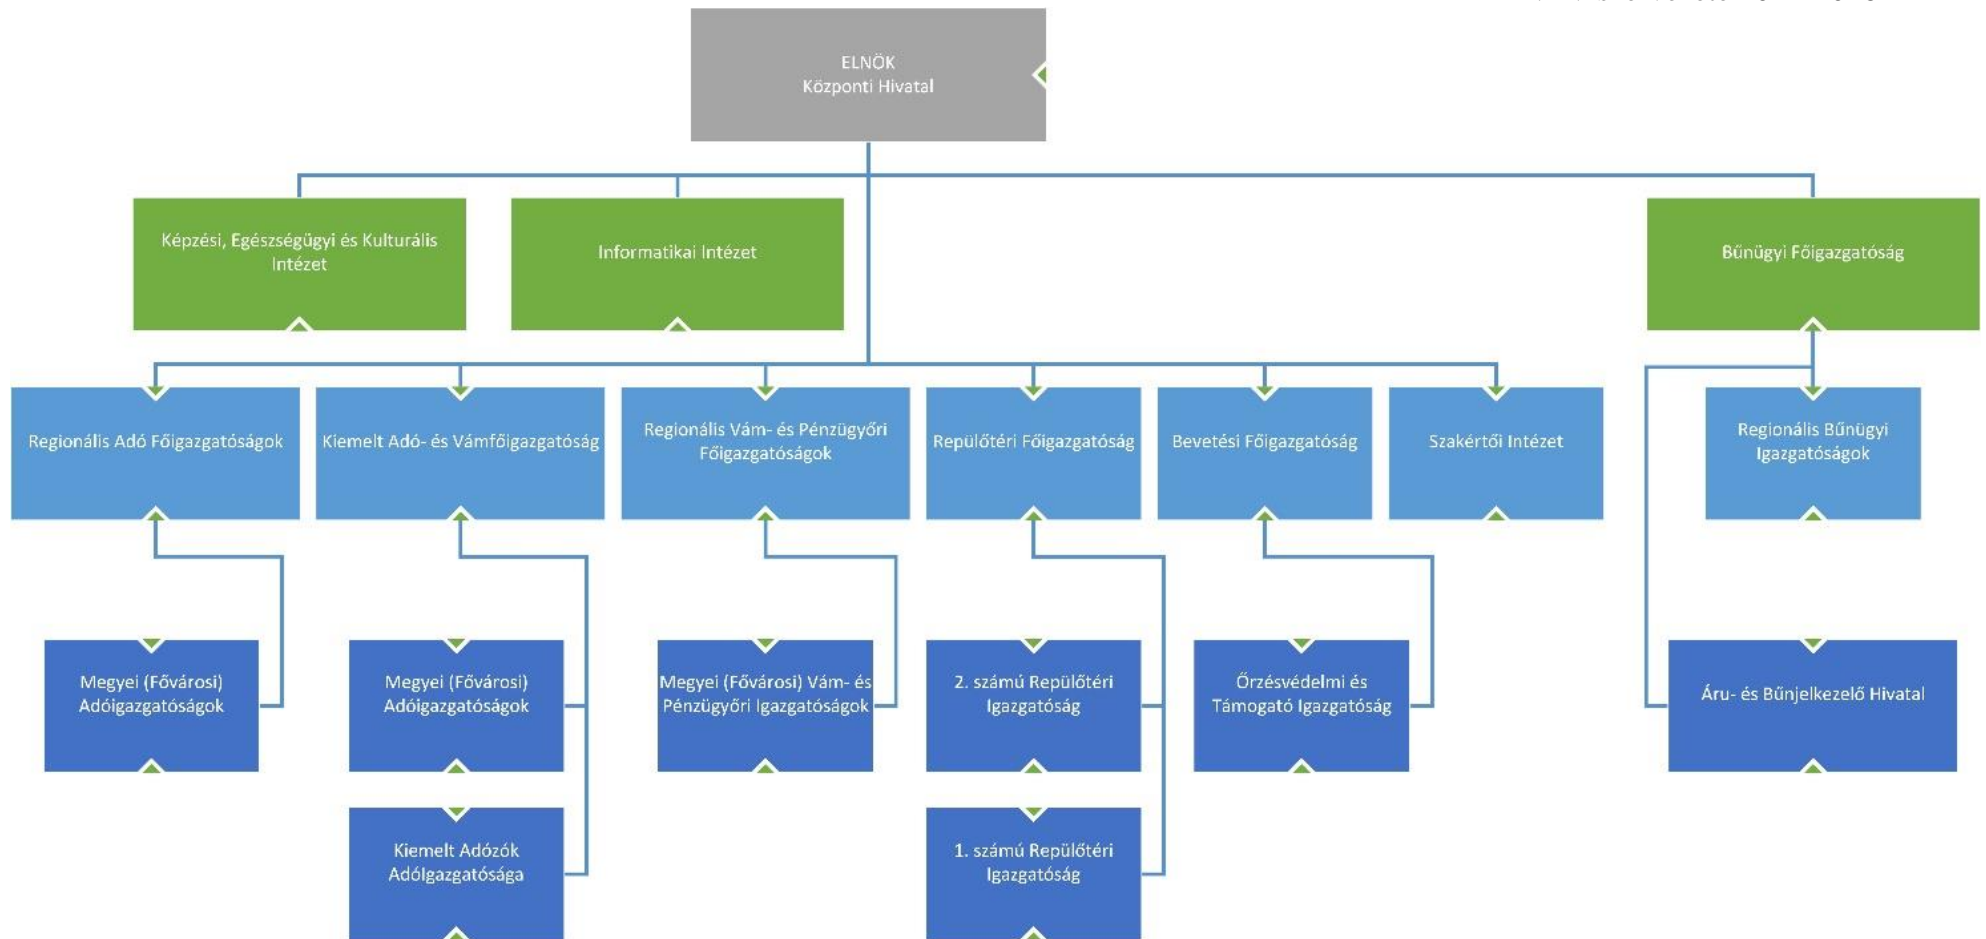 ELNÖK
Központi Hivatal
Képzési, Egészségügyi és Kulturális
Intézet
Informatikai Intézet
Bűnügyi Főigazgatóság
Regionális Adó Főigazgatóságok
Kiemelt Adó- és Vámfőigazgatóság
Regionális Vám- és Pénzügyőri
Főigazgatóságok
Repülőtéri Főigazgatóság
Bevetési Főigazgatóság
Szakértői Intézet
Regionális Bűnügyi
Igazgatóságok
Megyei (Fővárosi)
Adóigazgatóságok
Megyei (Fővárosi)
Adóigazgatóságok
Megyei (Fővárosi) Vám- és
Pénzügyőri Igazgatóságok
2. számú Repülőtéri
Igazgatóság
Őrzésvédelmi és
Támogató Igazgatóság
Áru- és Bűnjelkezelő Hivatal
Kiemelt Adózók
AdóIgazgatósága
1. számú Repülőtéri
Igazgatóság